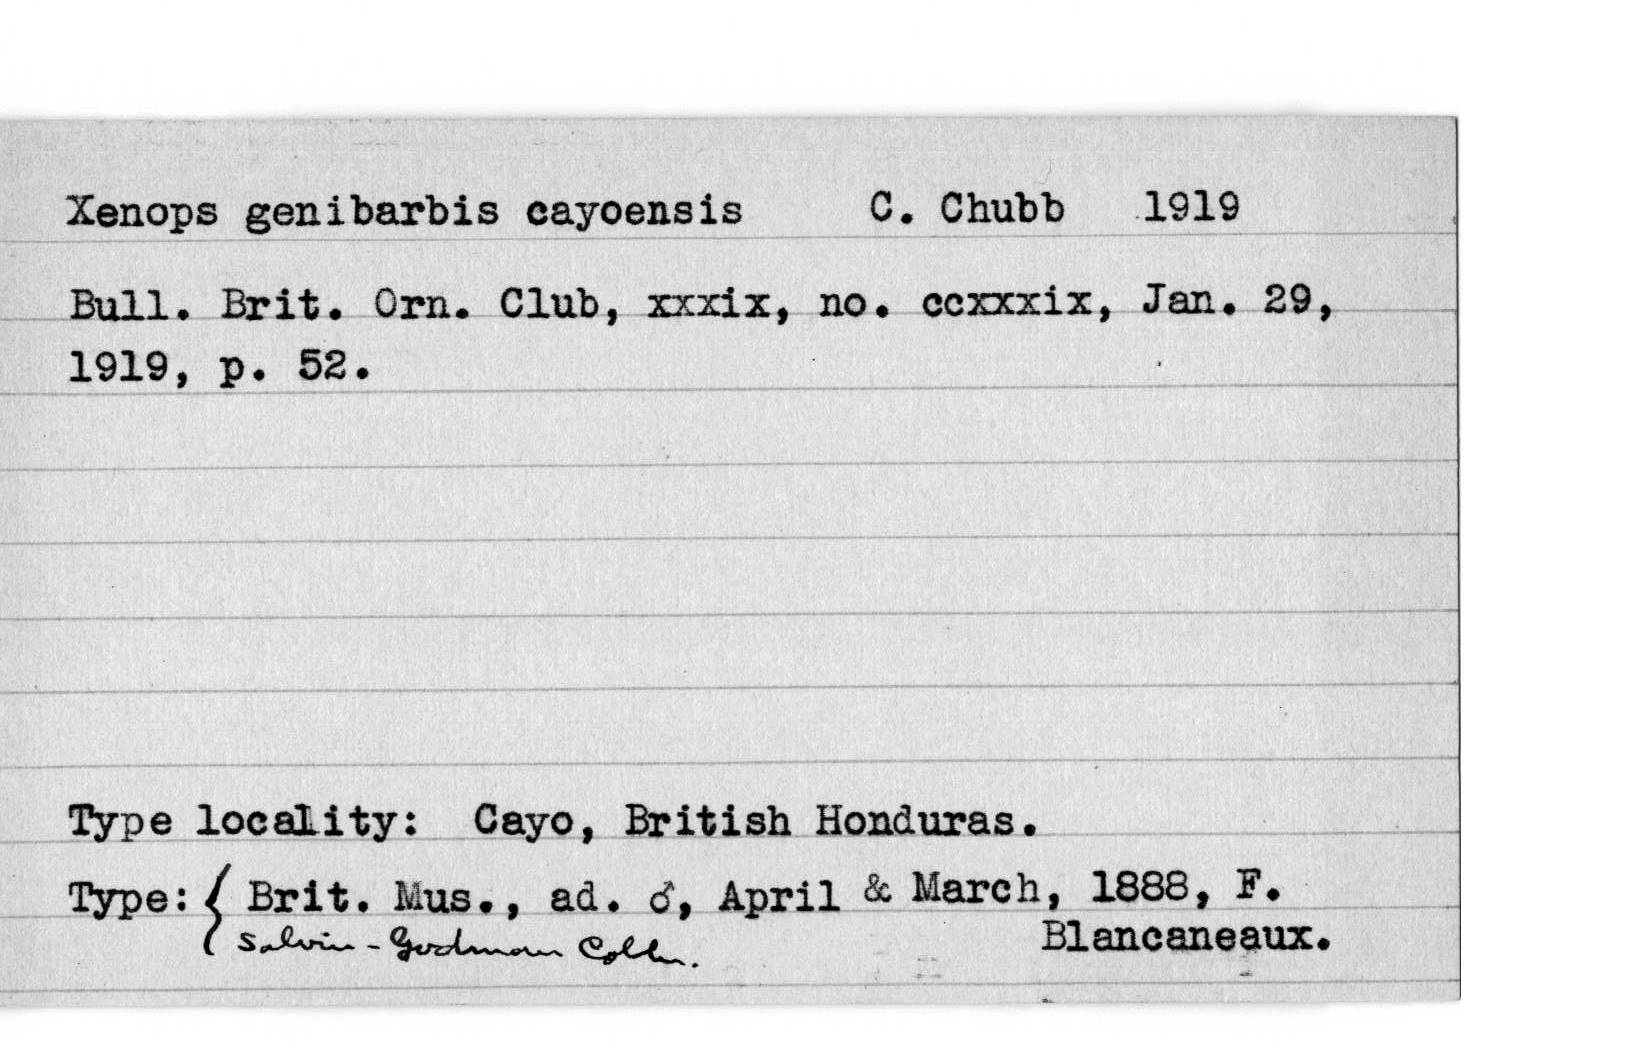 Xenops genibarbis cayoensis C. Chubb 1919
Bull. Brit. Orn. Club, xxxix, no. ccxxxix, Jan. 29,
1919, p. 52.
Type locality: Cayo, British Honduras.
Type: { Brit. Mus., ad. ♂, April & March, 1888, F.
Blancaneaux.
Salvin-Godman Colln.